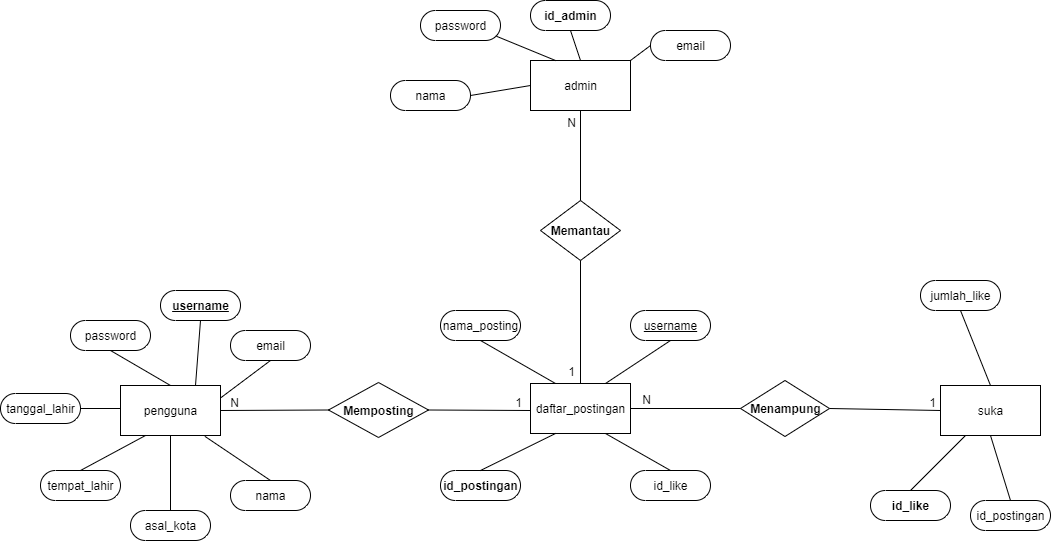 id_admin
password
email
nama
admin
N
Memantau
1
username
password
email
tanggal_lahir
pengguna
tempat_lahir
asal_kota
nama
N
Memposting
1
nama_posting
username
daftar_postingan
id_postingan
id_like
N
Menampung
1
jumlah_like
suka
id_like
id_postingan